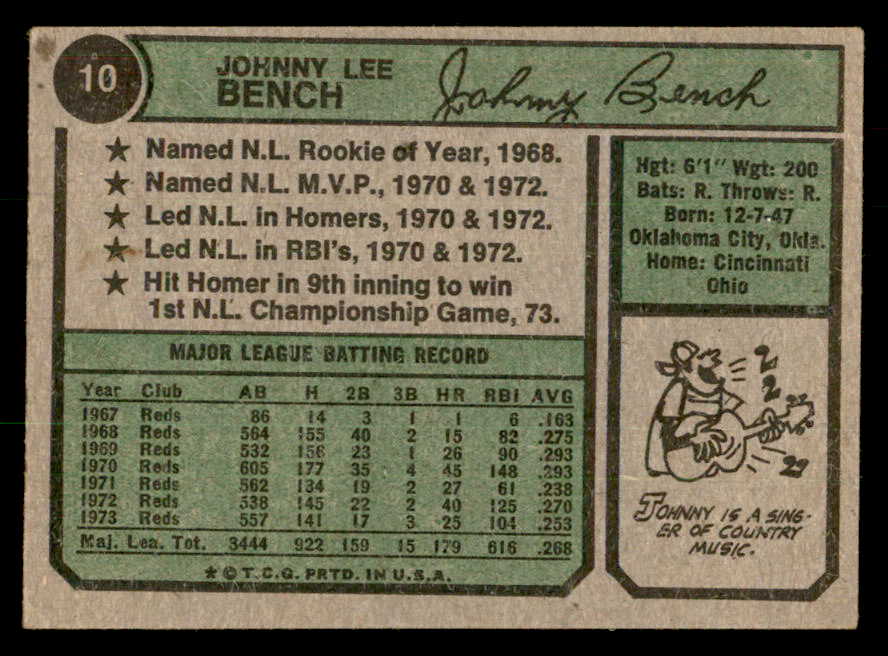 10
JOHNNY LEE
BENCH
Johnny Bench
★ Named N.L. Rookie of Year, 1968.
★ Named N.L. M.V.P., 1970 & 1972.
★ Led N.L. in Homers, 1970 & 1972.
★ Led N.L. in RBI's, 1970 & 1972.
★ Hit Homer in 9th inning to win
1st N.L. Championship Game, 73.
Hgt: 6'1" Wgt: 200
Bats: R. Throws: R.
Born: 12-7-47
Oklahoma City, Okla.
Home: Cincinnati
Ohio
MAJOR LEAGUE BATTING RECORD
Year Club AB H 2B 3B HR RBI AVG
1967 Reds 86 14 3 1 1 6 .163
1968 Reds 564 155 40 2 15 82 .275
1969 Reds 532 156 23 1 26 90 .293
1970 Reds 605 177 35 4 45 148 .293
1971 Reds 562 134 19 2 27 61 .238
1972 Reds 538 145 22 2 40 125 .270
1973 Reds 557 141 17 3 25 104 .253
Maj. Lea. Tot. 3444 922 159 15 179 616 .268
★ © T.C.G. PRTD. IN U.S.A.
JOHNNY IS A SING-
ER OF COUNTRY
MUSIC.